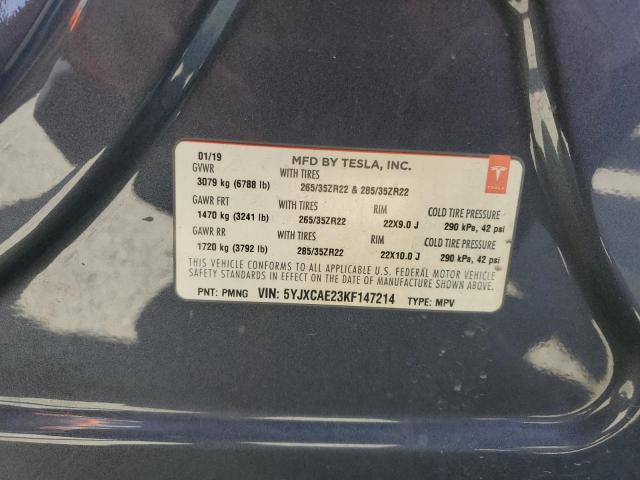 01/19 MFD BY TESLA, INC.
GVWR WITH TIRES
3079 kg (6788 lb) 265/35ZR22 & 285/35ZR22
TESLA
GAWR FRT WITH TIRES RIM COLD TIRE PRESSURE
1470 kg (3241 lb) 265/35ZR22 22X9.0 J 290 kPa, 42 psi
GAWR RR WITH TIRES RIM COLD TIRE PRESSURE
1720 kg (3792 lb) 285/35ZR22 22X10.0 J 290 kPa, 42 psi
THIS VEHICLE CONFORMS TO ALL APPLICABLE U.S. FEDERAL MOTOR VEHICLE
SAFETY STANDARDS IN EFFECT ON THE DATE OF MANUFACTURE SHOWN ABOVE.
PNT: PMNG VIN: 5YJXCAE23KF147214 TYPE: MPV